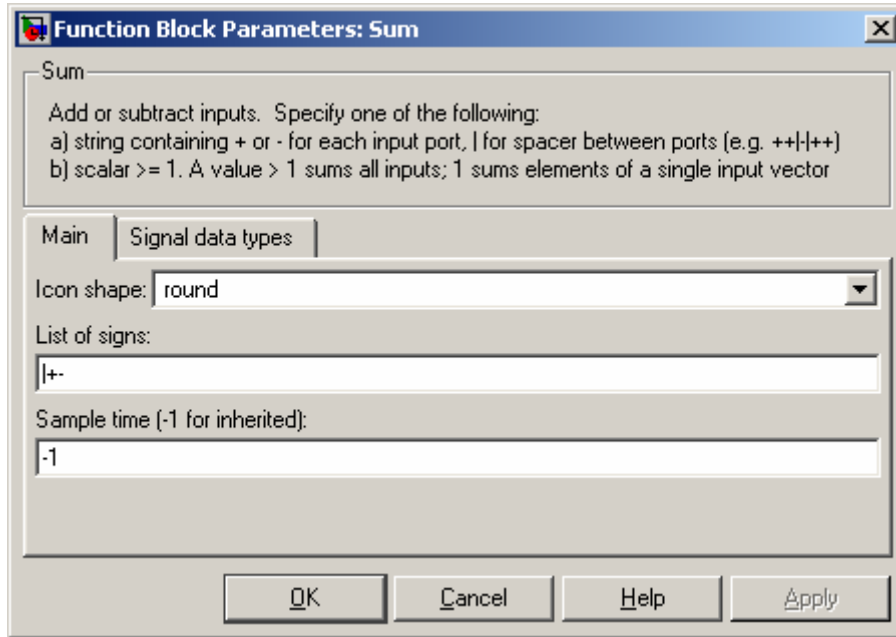 Function Block Parameters: Sum
Sum
Add or subtract inputs.  Specify one of the following:
a) string containing + or - for each input port, | for spacer between ports (e.g. ++|-|++)
b) scalar >= 1. A value > 1 sums all inputs; 1 sums elements of a single input vector
Main Signal data types
Icon shape: round
List of signs:
|+-
Sample time (-1 for inherited):
-1
OK Cancel Help Apply